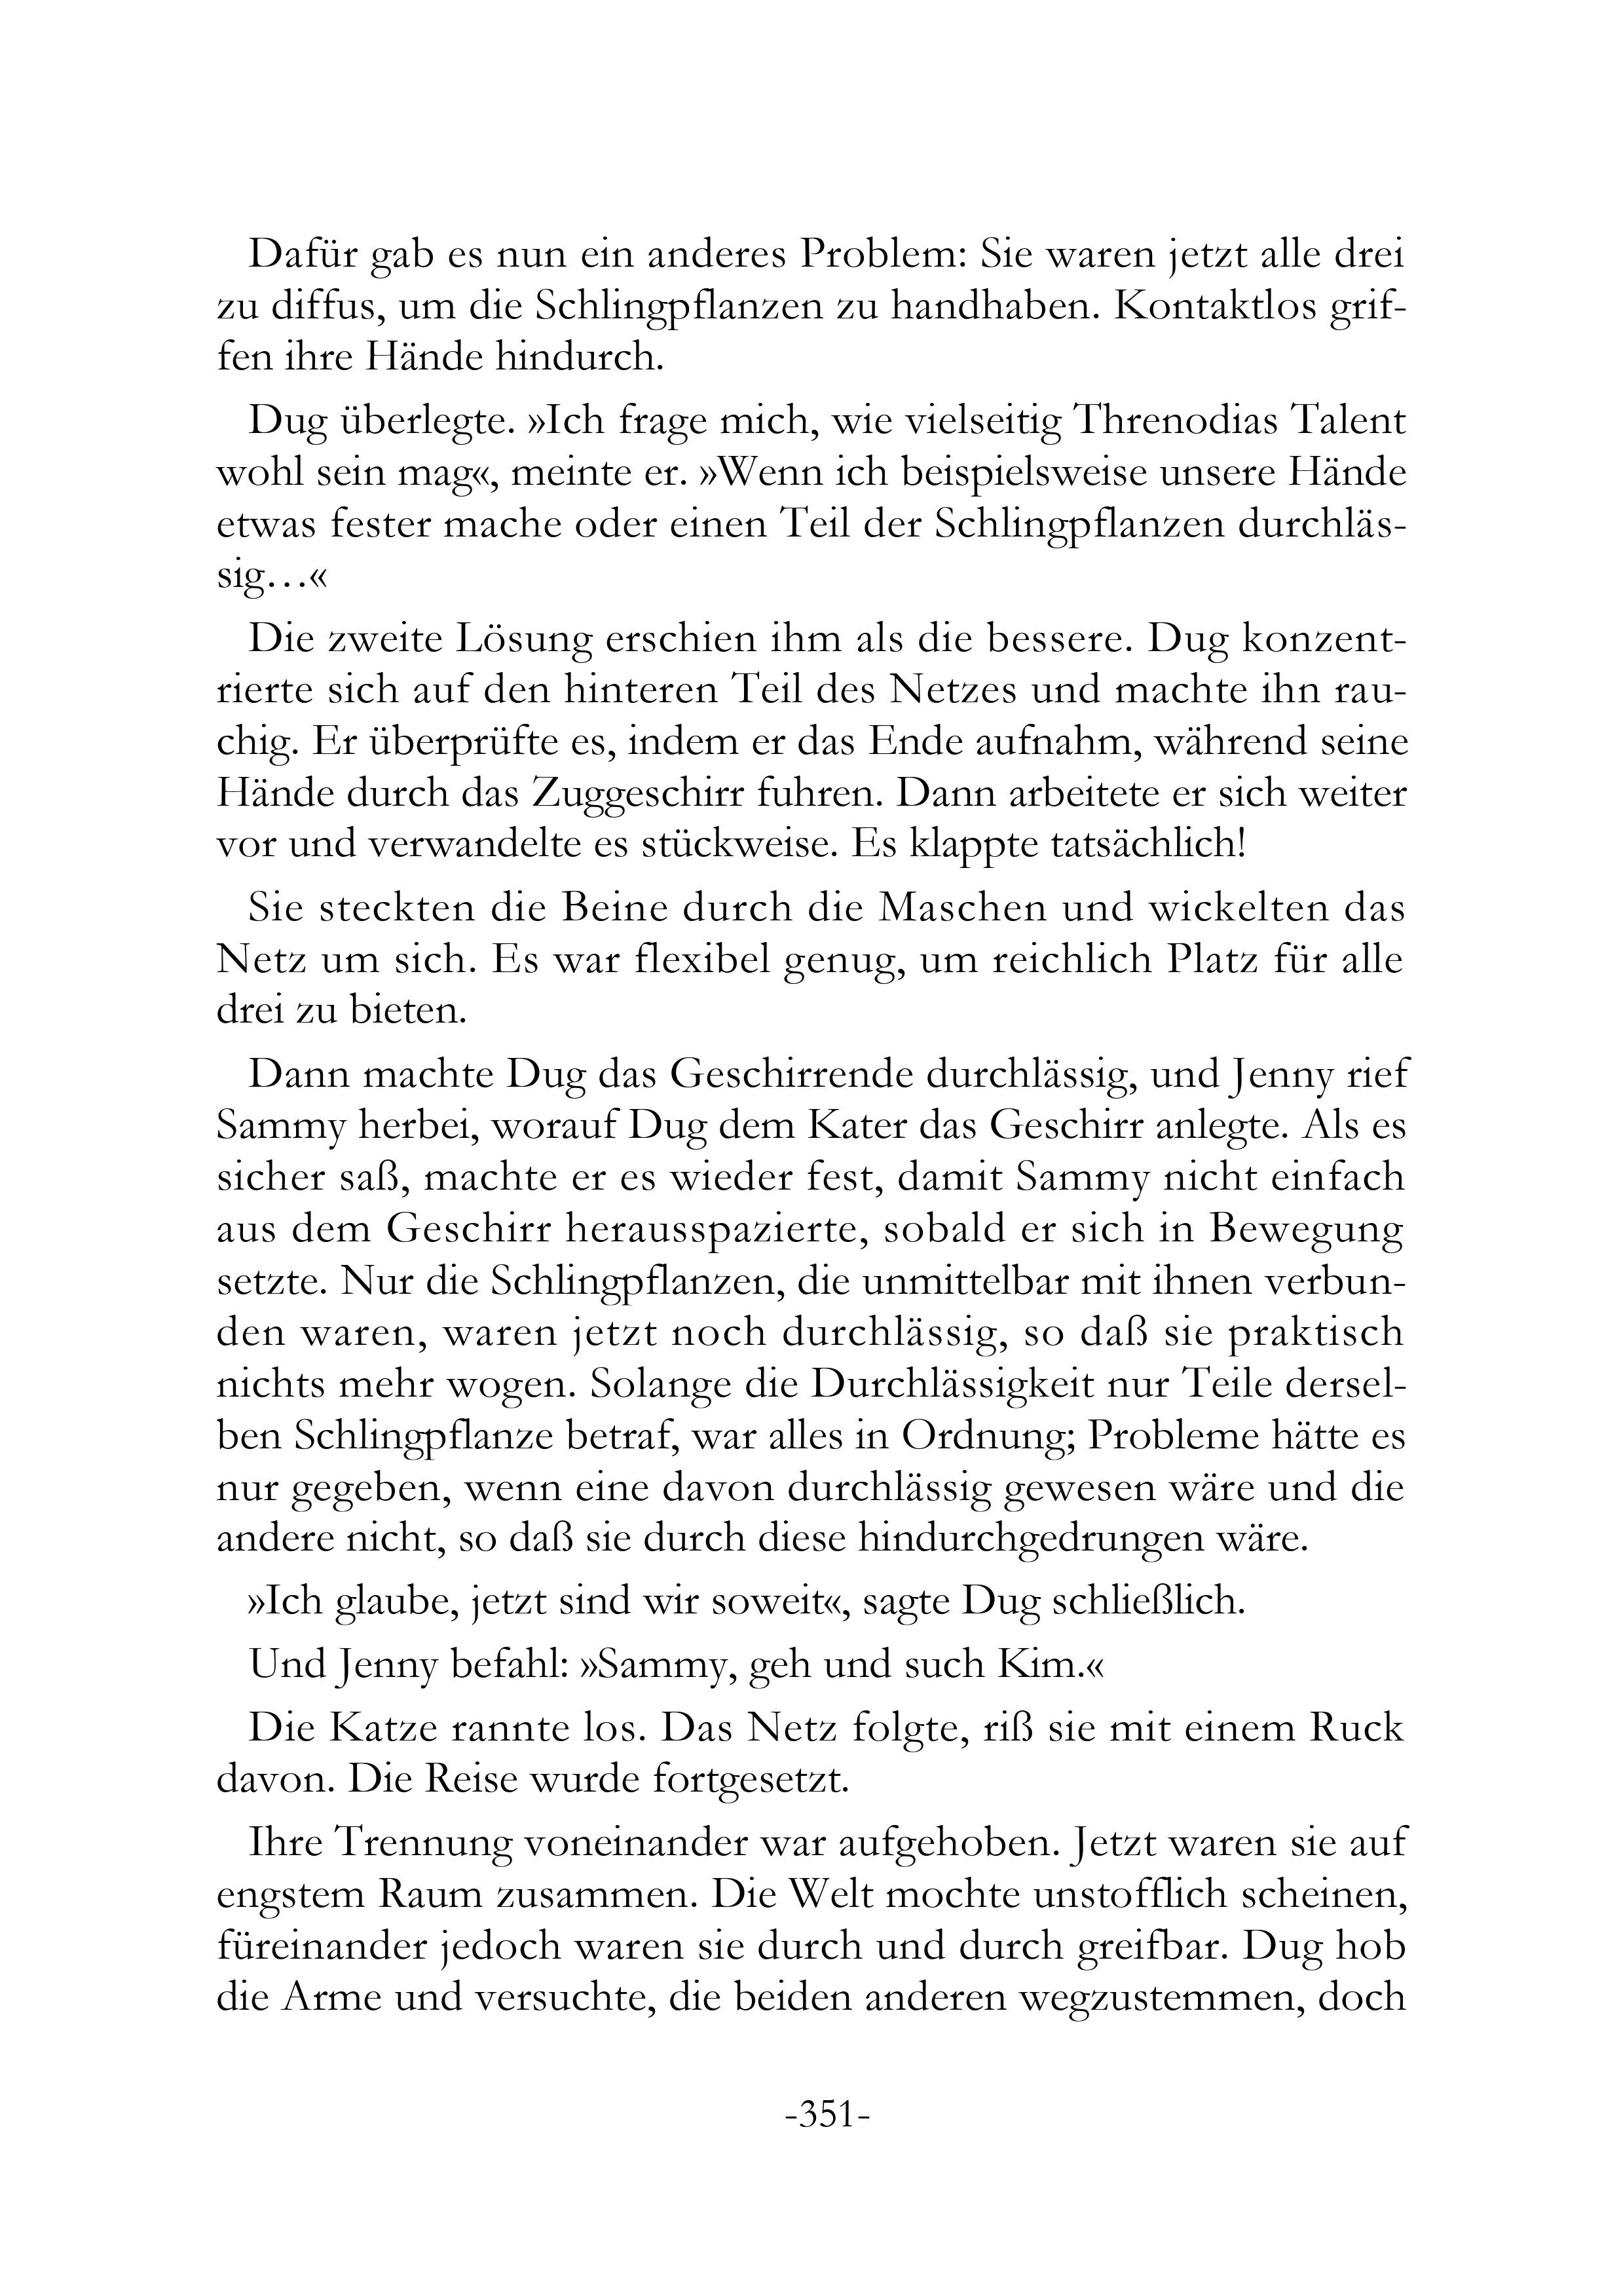 Dafür gab es nun ein anderes Problem: Sie waren jetzt alle drei
zu diffus, um die Schlingpflanzen zu handhaben. Kontaktlos grif-
fen ihre Hände hindurch.
Dug überlegte. »Ich frage mich, wie vielseitig Threnodias Talent
wohl sein mag«, meinte er. »Wenn ich beispielsweise unsere Hände
etwas fester mache oder einen Teil der Schlingpflanzen durchläs-
sig…«
Die zweite Lösung erschien ihm als die bessere. Dug konzent-
rierte sich auf den hinteren Teil des Netzes und machte ihn rau-
chig. Er überprüfte es, indem er das Ende aufnahm, während seine
Hände durch das Zuggeschirr fuhren. Dann arbeitete er sich weiter
vor und verwandelte es stückweise. Es klappte tatsächlich!
Sie steckten die Beine durch die Maschen und wickelten das
Netz um sich. Es war flexibel genug, um reichlich Platz für alle
drei zu bieten.
Dann machte Dug das Geschirrende durchlässig, und Jenny rief
Sammy herbei, worauf Dug dem Kater das Geschirr anlegte. Als es
sicher saß, machte er es wieder fest, damit Sammy nicht einfach
aus dem Geschirr herausspazierte, sobald er sich in Bewegung
setzte. Nur die Schlingpflanzen, die unmittelbar mit ihnen verbun-
den waren, waren jetzt noch durchlässig, so daß sie praktisch
nichts mehr wogen. Solange die Durchlässigkeit nur Teile dersel-
ben Schlingpflanze betraf, war alles in Ordnung; Probleme hätte es
nur gegeben, wenn eine davon durchlässig gewesen wäre und die
andere nicht, so daß sie durch diese hindurchgedrungen wäre.
»Ich glaube, jetzt sind wir soweit«, sagte Dug schließlich.
Und Jenny befahl: »Sammy, geh und such Kim.«
Die Katze rannte los. Das Netz folgte, riß sie mit einem Ruck
davon. Die Reise wurde fortgesetzt.
Ihre Trennung voneinander war aufgehoben. Jetzt waren sie auf
engstem Raum zusammen. Die Welt mochte unstofflich scheinen,
füreinander jedoch waren sie durch und durch greifbar. Dug hob
die Arme und versuchte, die beiden anderen wegzustemmen, doch
-351-